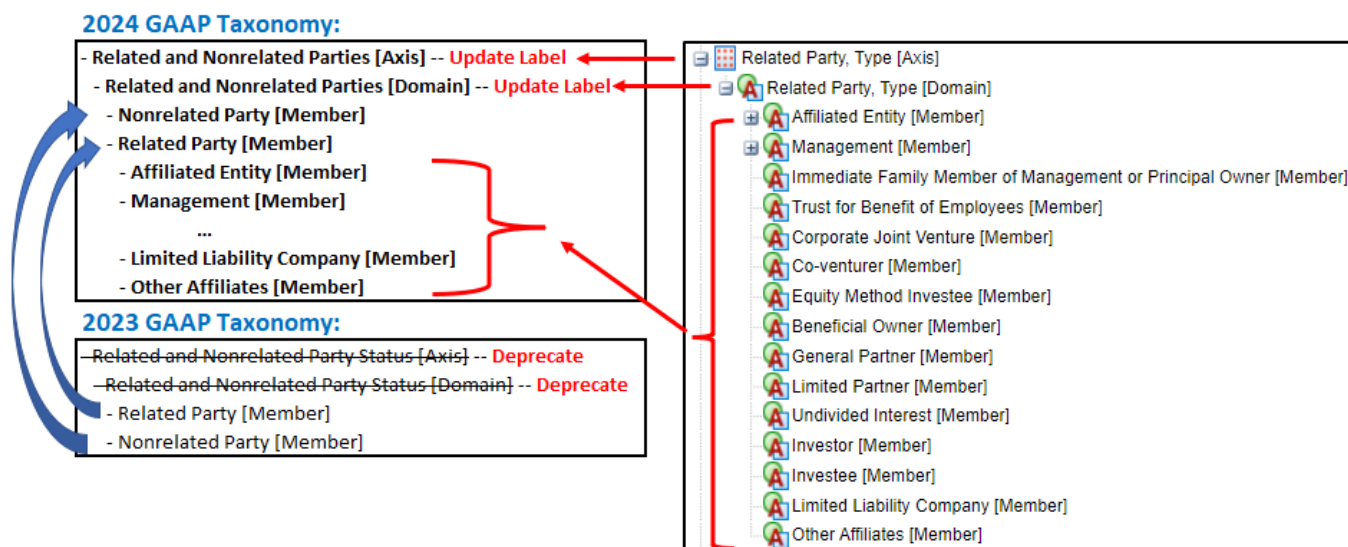 2024 GAAP Taxonomy:
- Related and Nonrelated Parties [Axis] -- Update Label
- Related and Nonrelated Parties [Domain] -- Update Label
- Nonrelated Party [Member]
- Related Party [Member]
- Affiliated Entity [Member]
- Management [Member]
...
- Limited Liability Company [Member]
- Other Affiliates [Member]
2023 GAAP Taxonomy:
- Related and Nonrelated Party Status [Axis] -- Deprecate
- Related and Nonrelated Party Status [Domain] -- Deprecate
- Related Party [Member]
- Nonrelated Party [Member]
Related Party, Type [Axis]
Related Party, Type [Domain]
Affiliated Entity [Member]
Management [Member]
Immediate Family Member of Management or Principal Owner [Member]
Trust for Benefit of Employees [Member]
Corporate Joint Venture [Member]
Co-venturer [Member]
Equity Method Investee [Member]
Beneficial Owner [Member]
General Partner [Member]
Limited Partner [Member]
Undivided Interest [Member]
Investor [Member]
Investee [Member]
Limited Liability Company [Member]
Other Affiliates [Member]